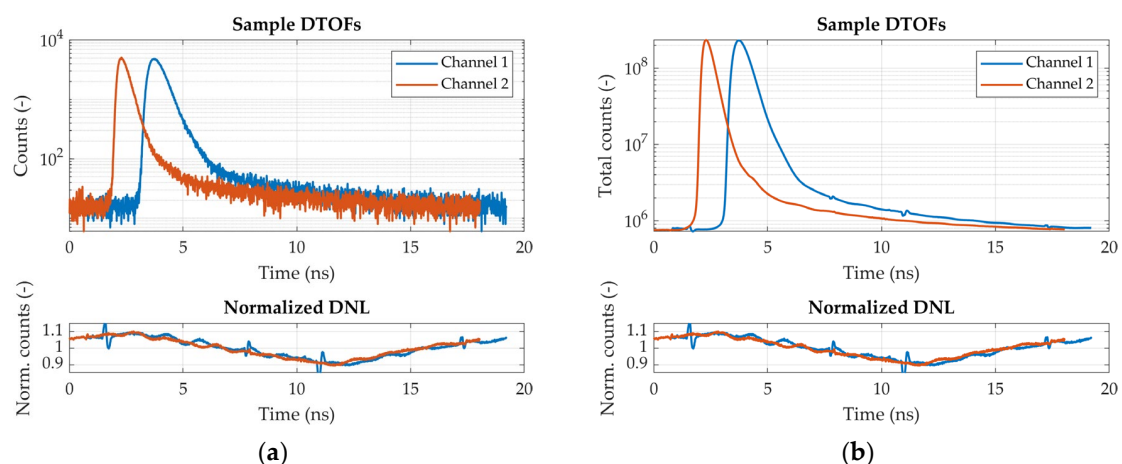 Sample DTOFs
10^4
10^2
Counts (-)
Channel 1
Channel 2
0 5 10 15 20
Time (ns)
Normalized DNL
1.1
1
0.9
Norm. counts (-)
0 5 10 15 20
Time (ns)
(a)
Sample DTOFs
10^8
10^7
10^6
Total counts (-)
Channel 1
Channel 2
0 5 10 15 20
Time (ns)
Normalized DNL
1.1
1
0.9
Norm. counts (-)
0 5 10 15 20
Time (ns)
(b)